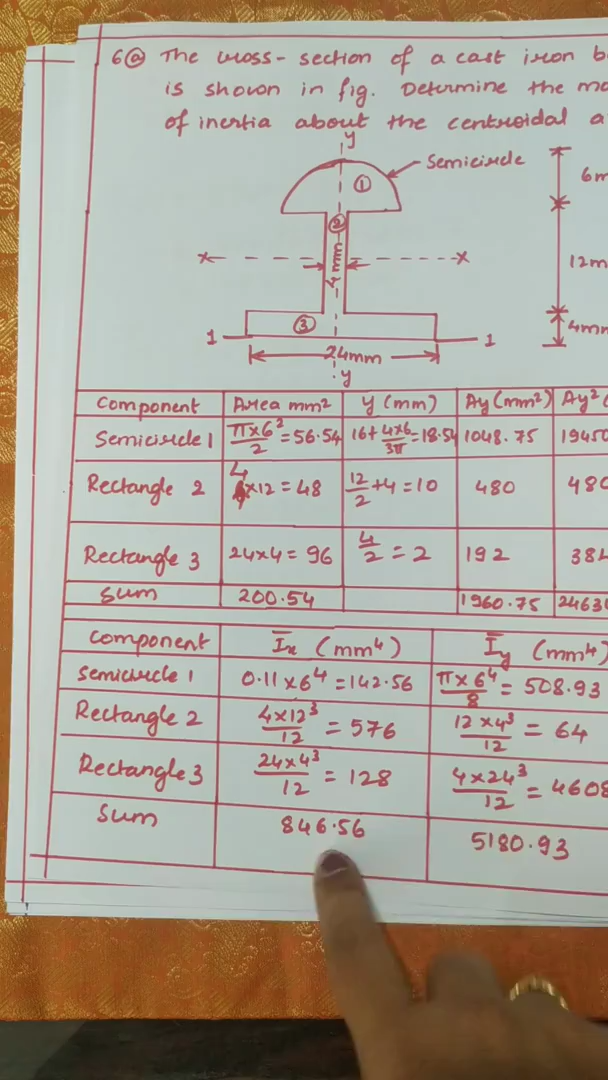 6 ⓐ The cross-section of a cast iron
is shown in fig. Determine the
of inertia about the centroidal
y
Semicircle
①
6m
②
x x
4mm
12m
③
1 1
4mm
24mm
y
Component Area mm² y (mm) Ay (mm²) Ay²
Semicircle 1 π×6²/2 = 56.54 16+4×6/3π = 18.54 1048.75 1945
Rectangle 2 4×12 = 48 12/2+4 = 10 480 480
Rectangle 3 24×4 = 96 4/2 = 2 192 384
Sum 200.54 1960.75 2463
Component I̅x (mm⁴) I̅y (mm⁴)
Semicircle 1 0.11×6⁴ = 142.56 π×6⁴/8 = 508.93
Rectangle 2 4×12³/12 = 576 12×4³/12 = 64
Rectangle 3 24×4³/12 = 128 4×24³/12 = 4608
Sum 846.56 5180.93